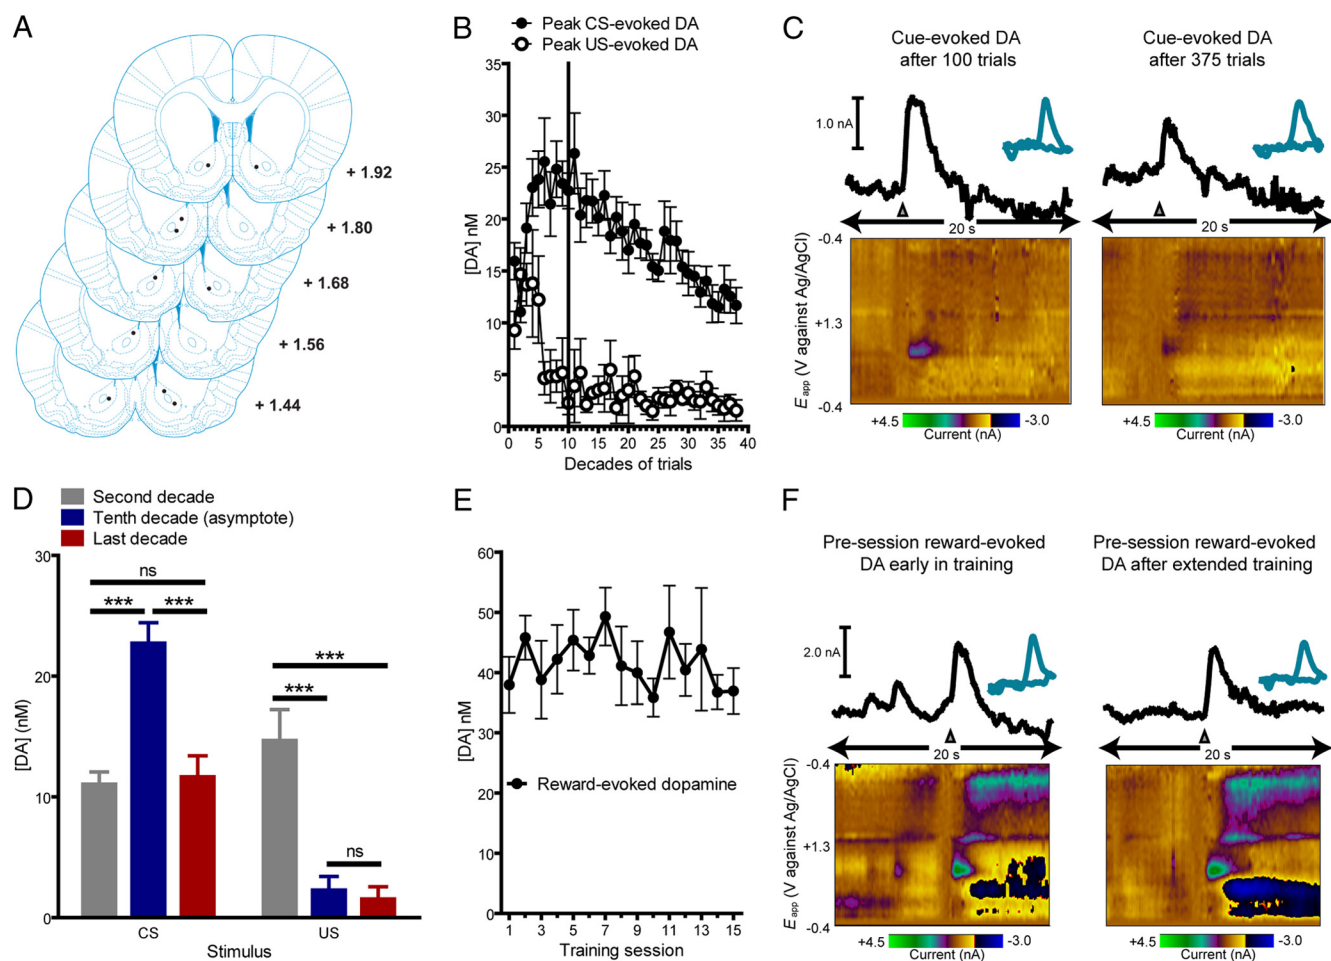 A
+ 1.92
+ 1.80
+ 1.68
+ 1.56
+ 1.44
B
Peak CS-evoked DA
Peak US-evoked DA
[DA] nM
35
30
25
20
15
10
5
0
0 5 10 15 20 25 30 35 40
Decades of trials
C
Cue-evoked DA
after 100 trials
Cue-evoked DA
after 375 trials
1.0 nA
20 s
20 s
-0.4
+1.3
-0.4
Eapp (V against Ag/AgCl)
+4.5 -3.0
Current (nA)
+4.5 -3.0
Current (nA)
D
Second decade
Tenth decade (asymptote)
Last decade
[DA] (nM)
30
20
10
0
ns
*** ***
***
***
ns
CS US
Stimulus
E
[DA] nM
60
50
40
30
60
40
20
0
Reward-evoked dopamine
1 3 5 7 9 11 13 15
Training session
F
Pre-session reward-evoked
DA early in training
Pre-session reward-evoked
DA after extended training
2.0 nA
20 s
20 s
-0.4
+1.3
-0.4
Eapp (V against Ag/AgCl)
+4.5 -3.0
Current (nA)
+4.5 -3.0
Current (nA)